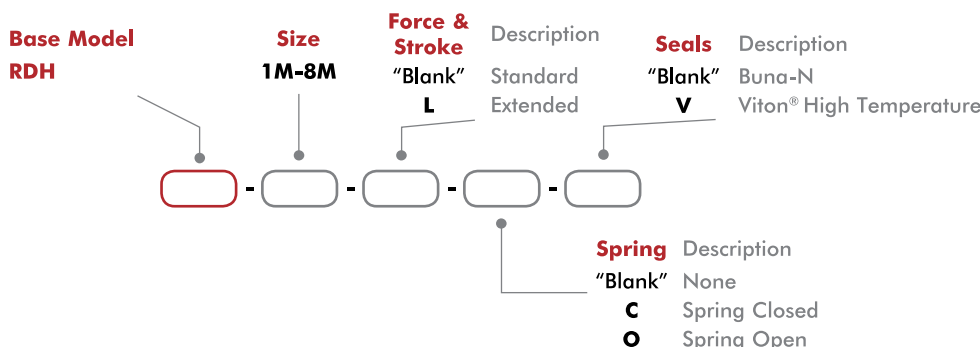 Base Model
RDH
Size
1M-8M
Force &
Stroke
Description
"Blank" Standard
L Extended
Seals Description
"Blank" Buna-N
V Viton® High Temperature
- - - -
Spring Description
"Blank" None
C Spring Closed
O Spring Open